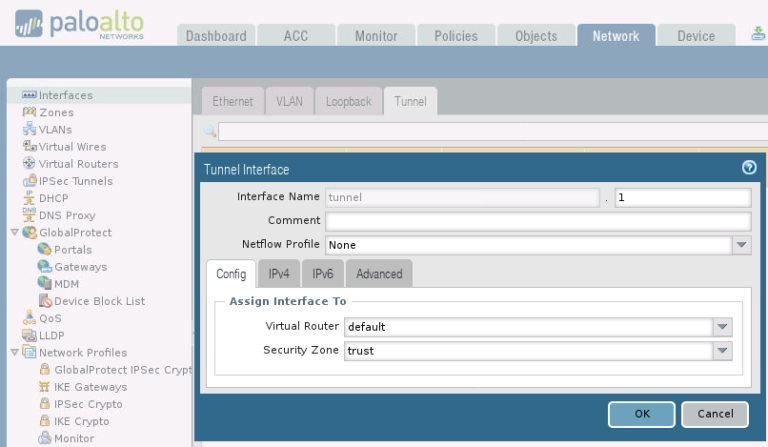 paloalto
NETWORKS
Dashboard ACC Monitor Policies Objects Network Device
Interfaces
Zones
VLANs
Virtual Wires
Virtual Routers
IPSec Tunnels
DHCP
DNS Proxy
GlobalProtect
Portals
Gateways
MDM
Device Block List
QoS
LLDP
Network Profiles
GlobalProtect IPSec Crypt
IKE Gateways
IPSec Crypto
IKE Crypto
Monitor
Ethernet VLAN Loopback Tunnel
Tunnel Interface
Interface Name tunnel . 1
Comment
Netflow Profile None
Config IPv4 IPv6 Advanced
Assign Interface To
Virtual Router default
Security Zone trust
OK Cancel